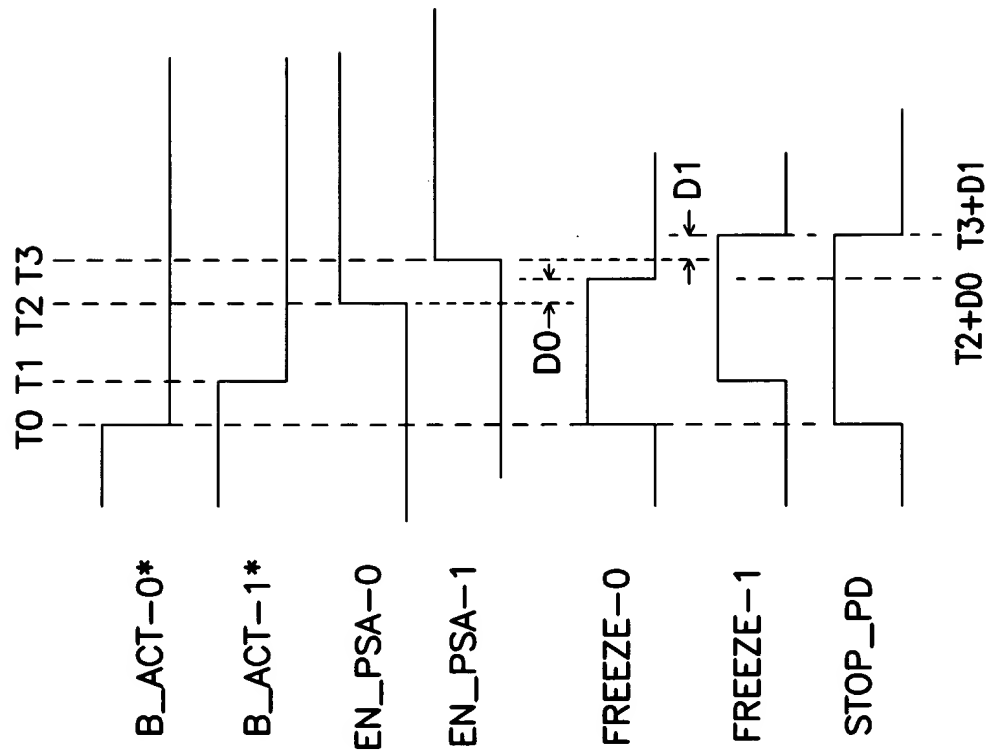 T0 T1 T2 T3
B_ACT-0*
B_ACT-1*
EN_PSA-0
EN_PSA-1
D0
FREEZE-0
D1
FREEZE-1
STOP_PD
T2+D0 T3+D1